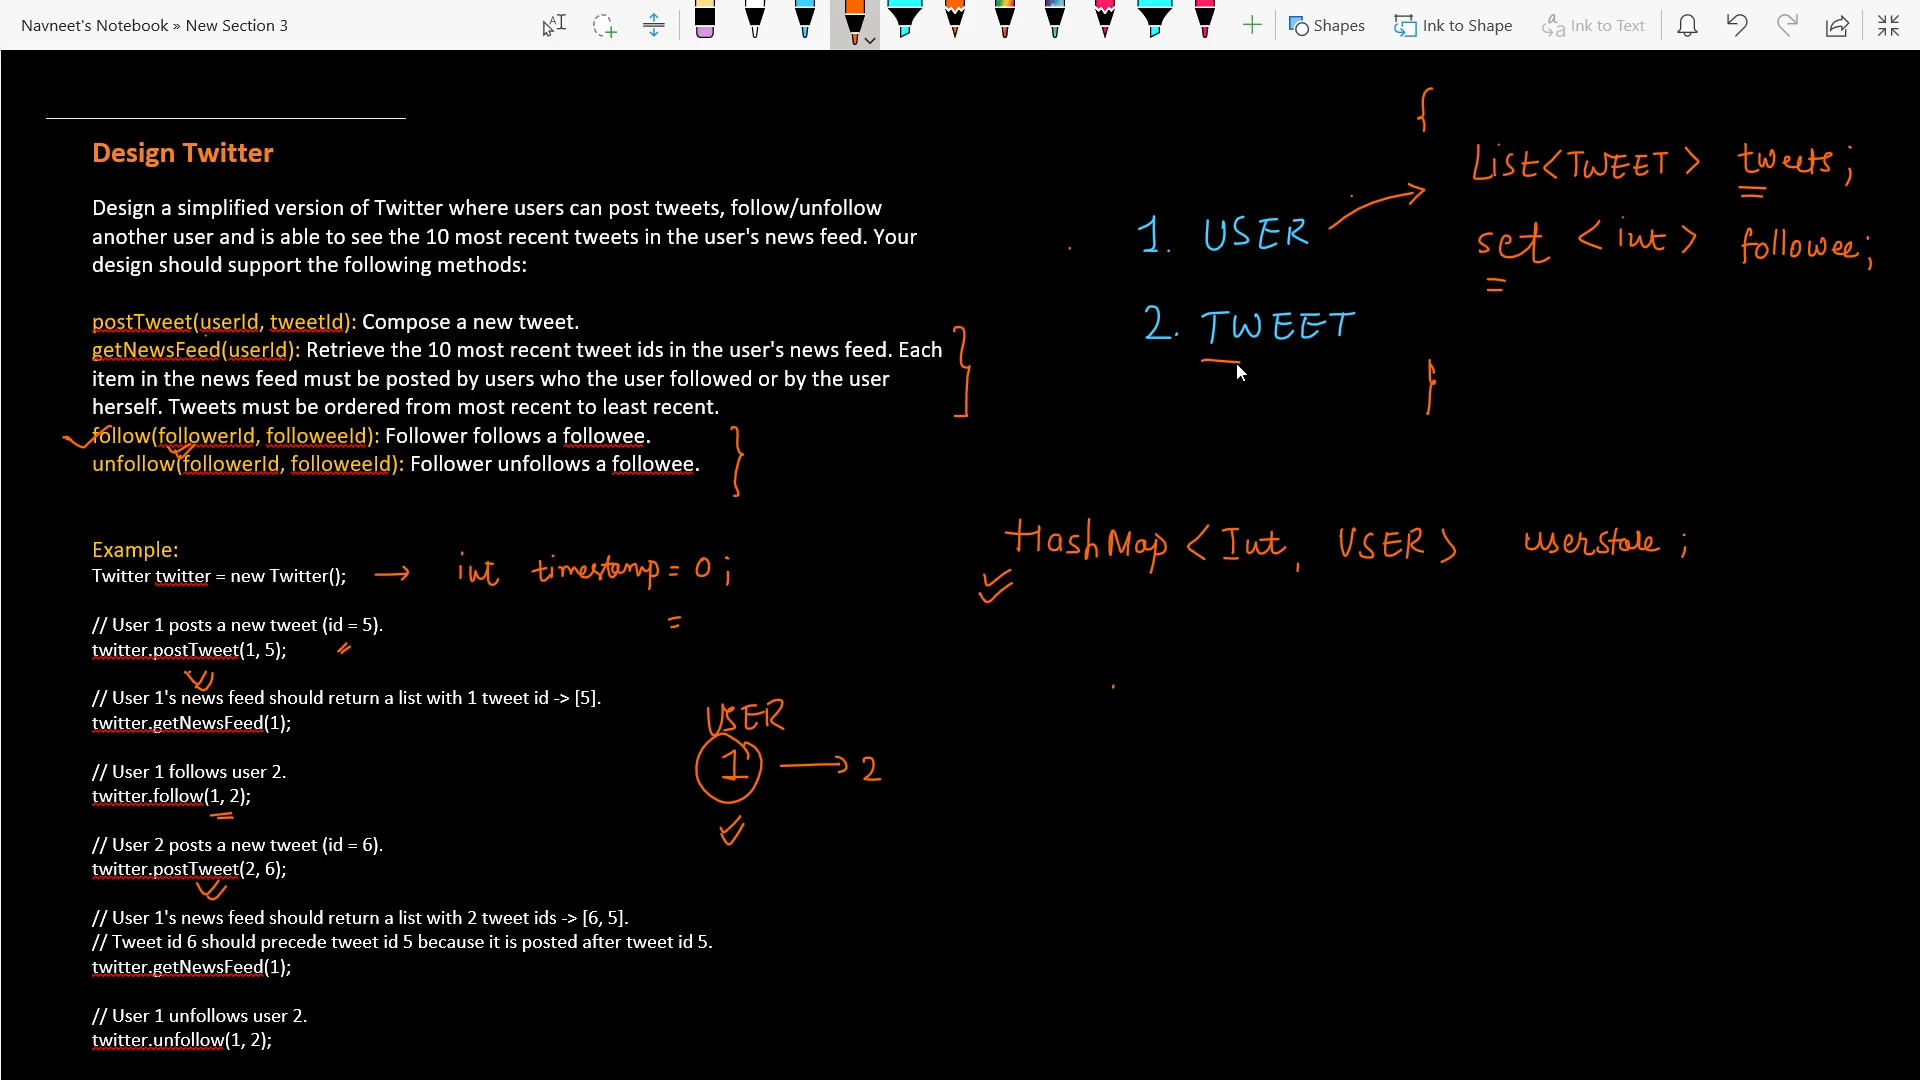 Navneet's Notebook » New Section 3
Shapes
Ink to Shape
Ink to Text
Design Twitter
Design a simplified version of Twitter where users can post tweets, follow/unfollow
another user and is able to see the 10 most recent tweets in the user's news feed. Your
design should support the following methods:
postTweet(userId, tweetId): Compose a new tweet.
getNewsFeed(userId): Retrieve the 10 most recent tweet ids in the user's news feed. Each
item in the news feed must be posted by users who the user followed or by the user
herself. Tweets must be ordered from most recent to least recent.
follow(followerId, followeeId): Follower follows a followee.
unfollow(followerId, followeeId): Follower unfollows a followee.
Example:
Twitter twitter = new Twitter();
int timestamp = 0 ;
// User 1 posts a new tweet (id = 5).
twitter.postTweet(1, 5);
// User 1's news feed should return a list with 1 tweet id -> [5].
twitter.getNewsFeed(1);
// User 1 follows user 2.
twitter.follow(1, 2);
// User 2 posts a new tweet (id = 6).
twitter.postTweet(2, 6);
// User 1's news feed should return a list with 2 tweet ids -> [6, 5].
// Tweet id 6 should precede tweet id 5 because it is posted after tweet id 5.
twitter.getNewsFeed(1);
// User 1 unfollows user 2.
twitter.unfollow(1, 2);
USER
1 → 2
{
List<TWEET> tweets;
1. USER
set <int> followee;
2. TWEET
}
HashMap <Int, USER>